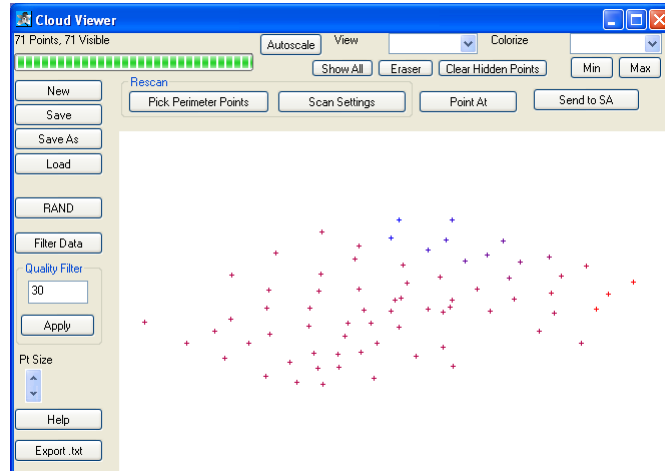 Cloud Viewer
71 Points, 71 Visible
Autoscale View Colorize
Show All Eraser Clear Hidden Points Min Max
Rescan
New Pick Perimeter Points Scan Settings Point At Send to SA
Save
Save As
Load
RAND
Filter Data
Quality Filter
30
Apply
Pt Size
Help
Export .txt